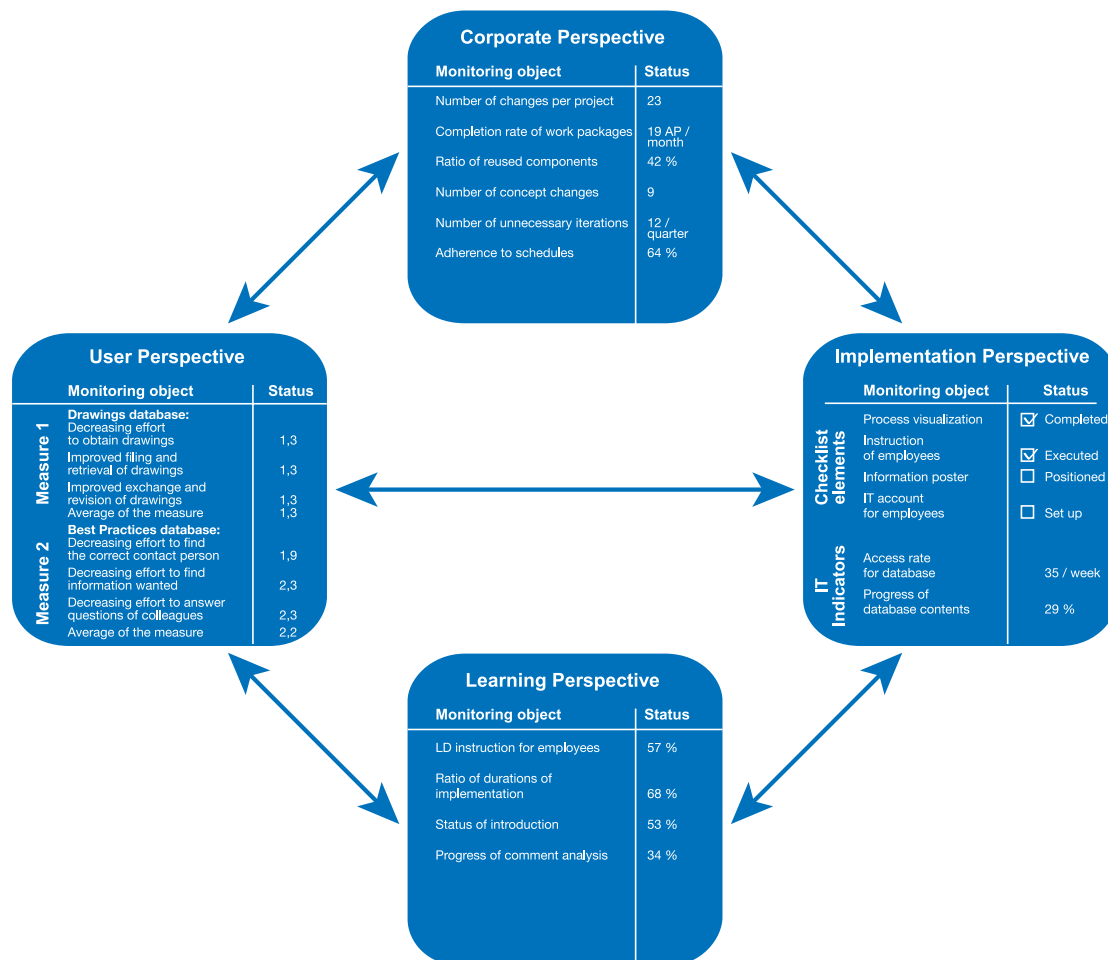 Corporate Perspective
Monitoring object Status
Number of changes per project 23
Completion rate of work packages 19 AP /
month
Ratio of reused components 42 %
Number of concept changes 9
Number of unnecessary iterations 12 /
quarter
Adherence to schedules 64 %
User Perspective
Monitoring object Status
Measure 1
Drawings database:
Decreasing effort
to obtain drawings 1,3
Improved filing and
retrieval of drawings 1,3
Improved exchange and
revision of drawings 1,3
Average of the measure 1,3
Measure 2
Best Practices database:
Decreasing effort to find
the correct contact person 1,9
Decreasing effort to find
information wanted 2,3
Decreasing effort to answer
questions of colleagues 2,3
Average of the measure 2,2
Implementation Perspective
Monitoring object Status
Checklist
elements
Process visualization Completed
Instruction
of employees Executed
Information poster Positioned
IT account
for employees Set up
IT
Indicators
Access rate
for database 35 / week
Progress of
database contents 29 %
Learning Perspective
Monitoring object Status
LD instruction for employees 57 %
Ratio of durations of
implementation 68 %
Status of introduction 53 %
Progress of comment analysis 34 %